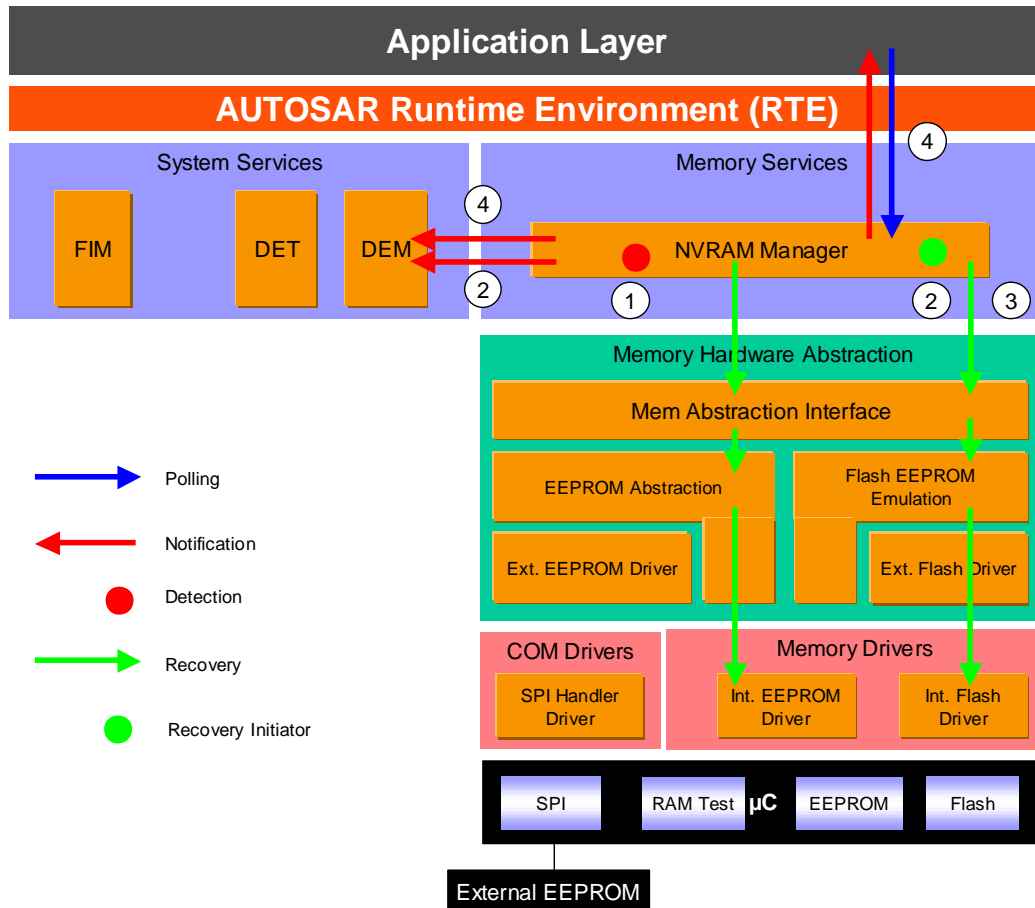 Application Layer
AUTOSAR Runtime Environment (RTE)
4
System Services
Memory Services
FIM
DET
DEM
4
2
NVRAM Manager
1
2
3
Memory Hardware Abstraction
Mem Abstraction Interface
EEPROM Abstraction
Flash EEPROM
Emulation
Ext. EEPROM Driver
Ext. Flash Driver
Polling
Notification
Detection
Recovery
Recovery Initiator
COM Drivers
Memory Drivers
SPI Handler
Driver
Int. EEPROM
Driver
Int. Flash
Driver
SPI
RAM Test
µC
EEPROM
Flash
External EEPROM